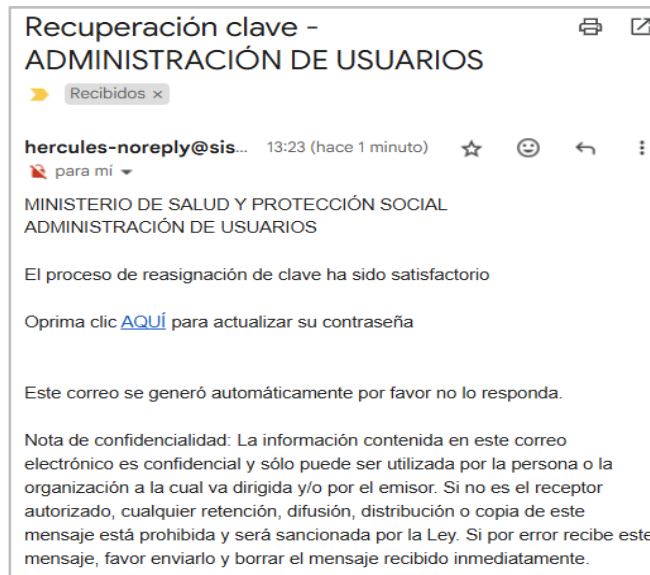 Recuperación clave -
ADMINISTRACIÓN DE USUARIOS
Recibidos ×
hercules-noreply@sis... 13:23 (hace 1 minuto)
para mí
MINISTERIO DE SALUD Y PROTECCIÓN SOCIAL
ADMINISTRACIÓN DE USUARIOS
El proceso de reasignación de clave ha sido satisfactorio
Oprima clic AQUÍ para actualizar su contraseña
Este correo se generó automáticamente por favor no lo responda.
Nota de confidencialidad: La información contenida en este correo
electrónico es confidencial y sólo puede ser utilizada por la persona o la
organización a la cual va dirigida y/o por el emisor. Si no es el receptor
autorizado, cualquier retención, difusión, distribución o copia de este
mensaje está prohibida y será sancionada por la Ley. Si por error recibe este
mensaje, favor enviarlo y borrar el mensaje recibido inmediatamente.